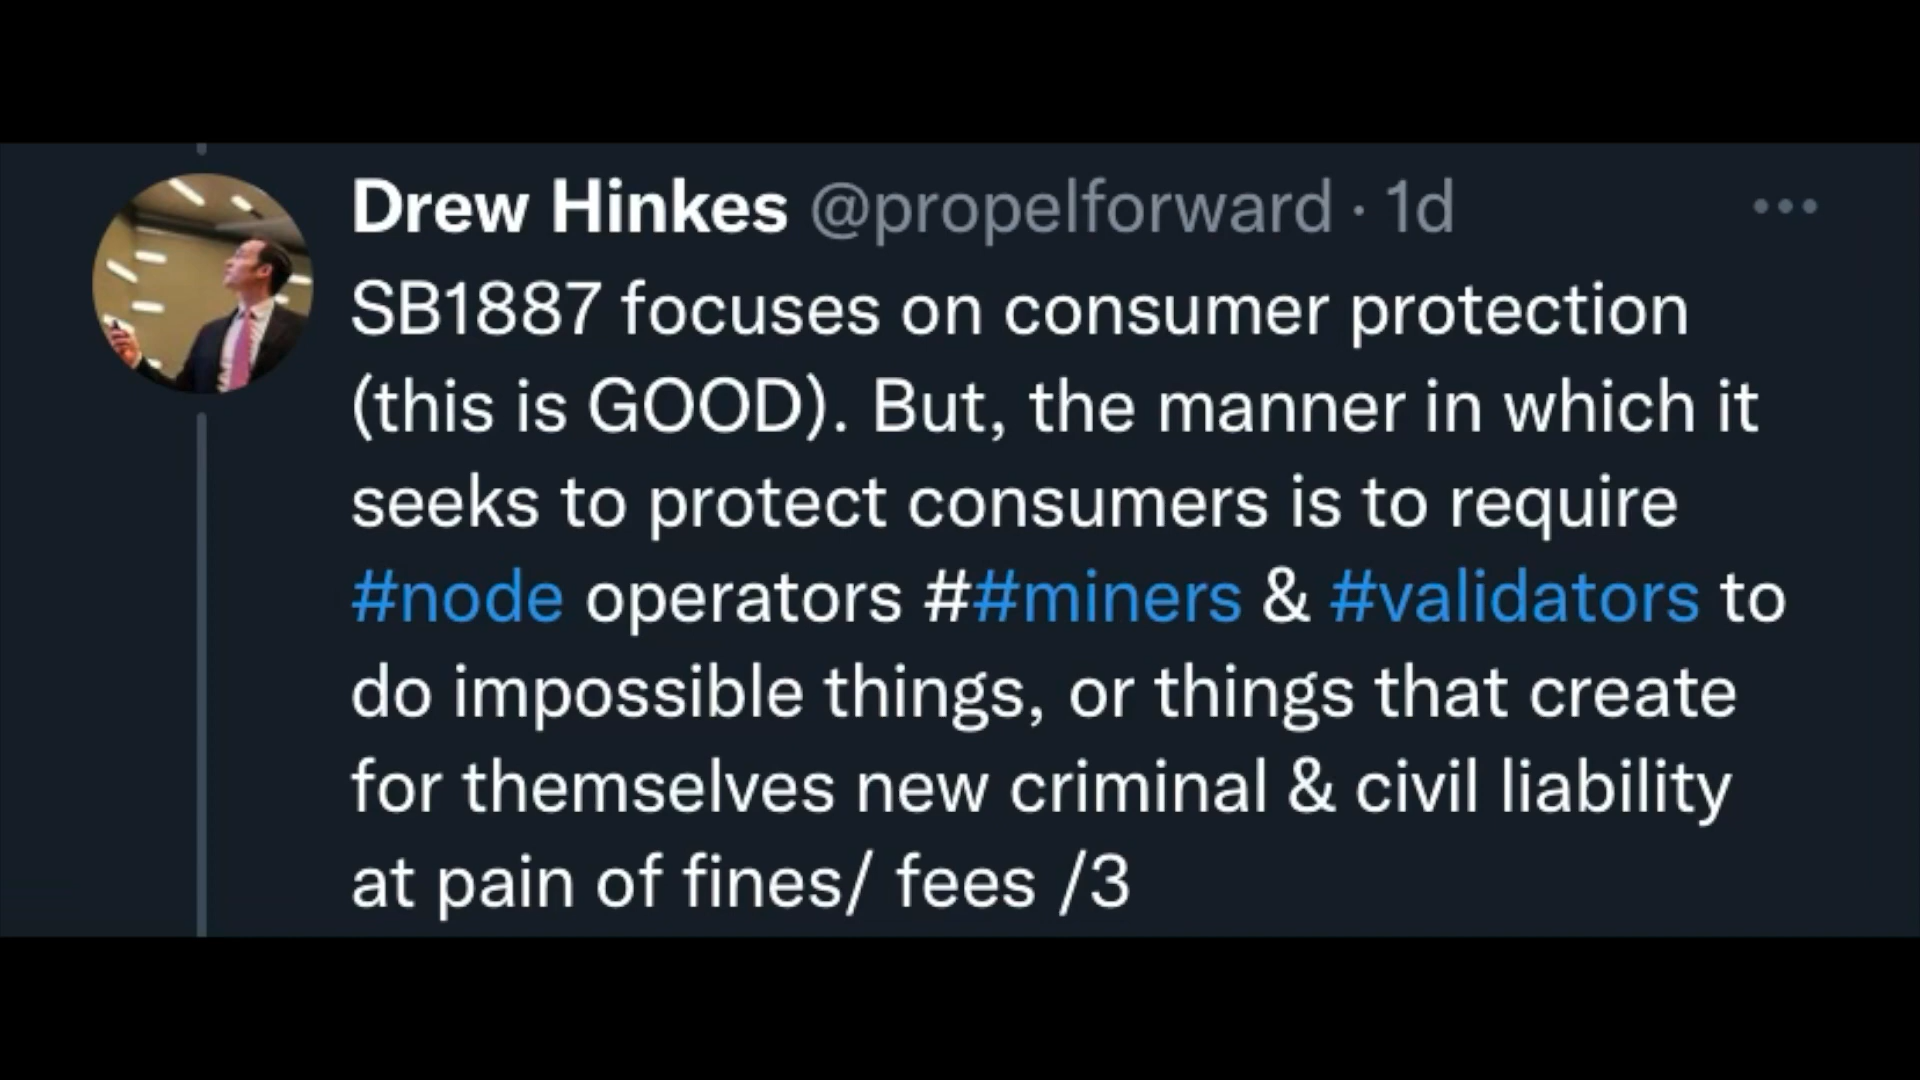 Drew Hinkes @propelforward · 1d
SB1887 focuses on consumer protection
(this is GOOD). But, the manner in which it
seeks to protect consumers is to require
#node operators ##miners & #validators to
do impossible things, or things that create
for themselves new criminal & civil liability
at pain of fines/ fees /3